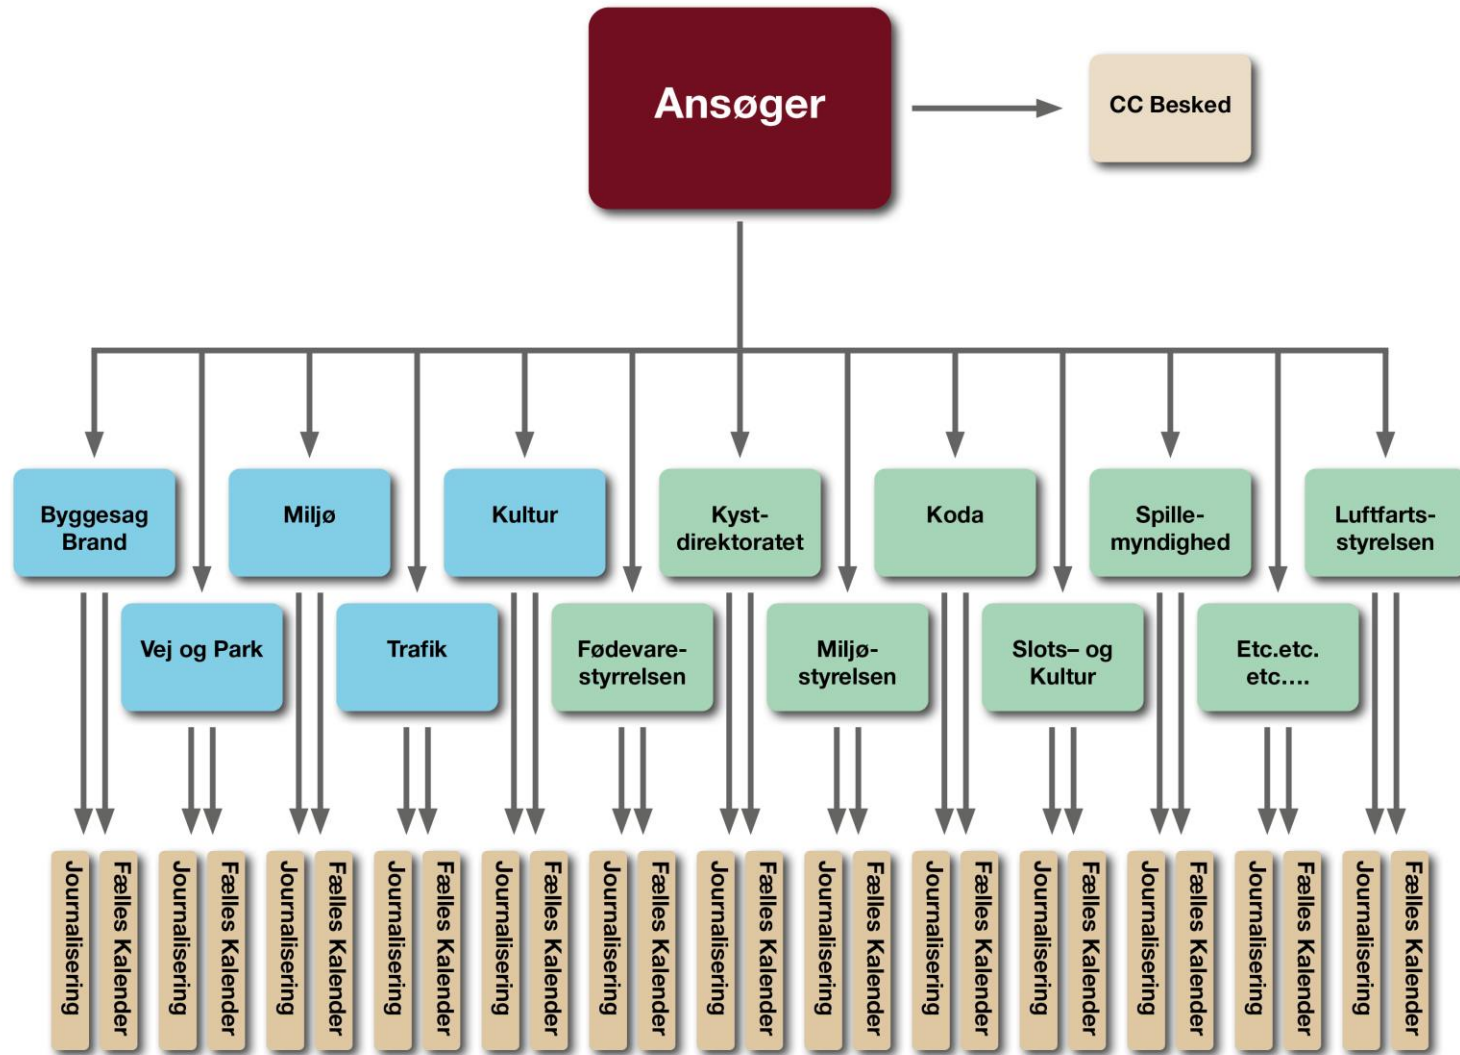 Ansøger
CC Besked
Byggesag
Brand
Miljø
Kultur
Kyst-
direktoratet
Koda
Spille-
myndighed
Luftfarts-
styrelsen
Vej og Park
Trafik
Fødevare-
styrrelsen
Miljø-
styrelsen
Slots– og
Kultur
Etc.etc.
etc....
Journalisering
Fælles Kalender
Journalisering
Fælles Kalender
Journalisering
Fælles Kalender
Journalisering
Fælles Kalender
Journalisering
Fælles Kalender
Journalisering
Fælles Kalender
Journalisering
Fælles Kalender
Journalisering
Fælles Kalender
Journalisering
Fælles Kalender
Journalisering
Fælles Kalender
Journalisering
Fælles Kalender
Journalisering
Fælles Kalender
Journalisering
Fælles Kalender